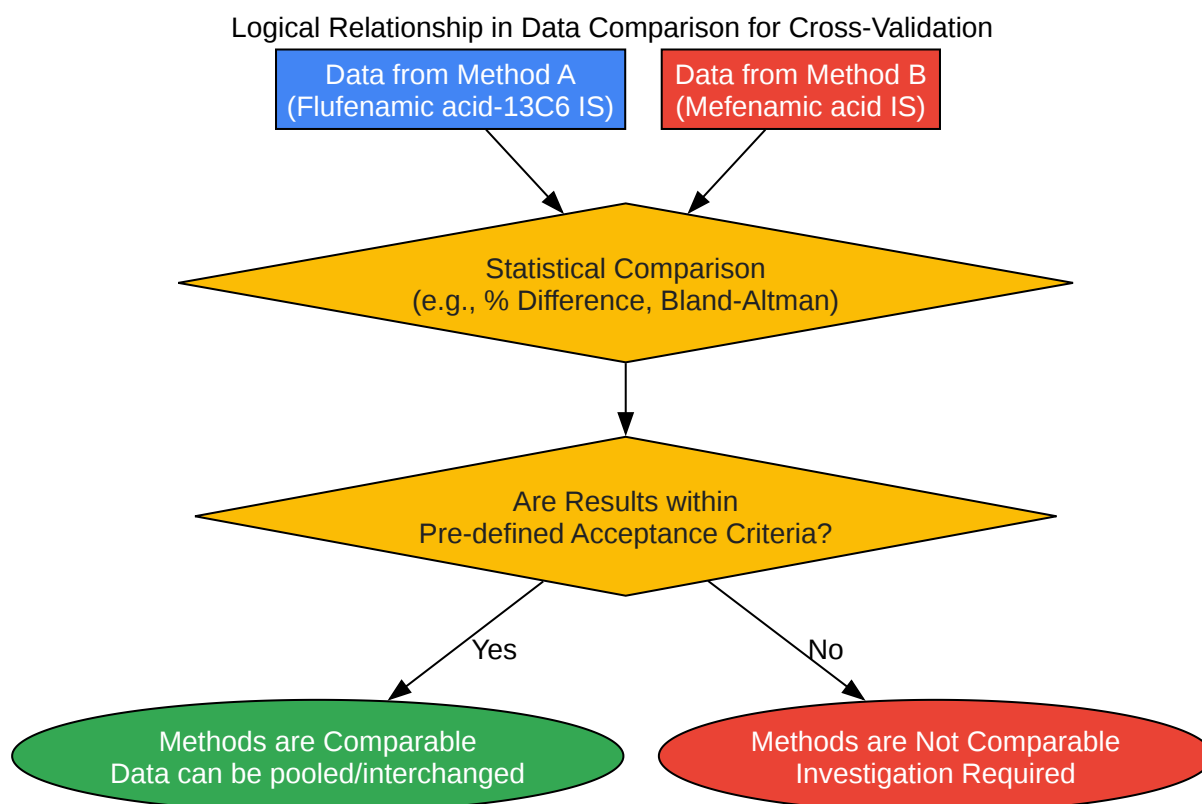 Logical Relationship in Data Comparison for Cross-Validation
Data from Method A
(Flufenamic acid-13C6 IS)
Data from Method B
(Mefenamic acid IS)
Statistical Comparison
(e.g., % Difference, Bland-Altman)
Are Results within
Pre-defined Acceptance Criteria?
Yes
No
Methods are Comparable
Data can be pooled/interchanged
Methods are Not Comparable
Investigation Required